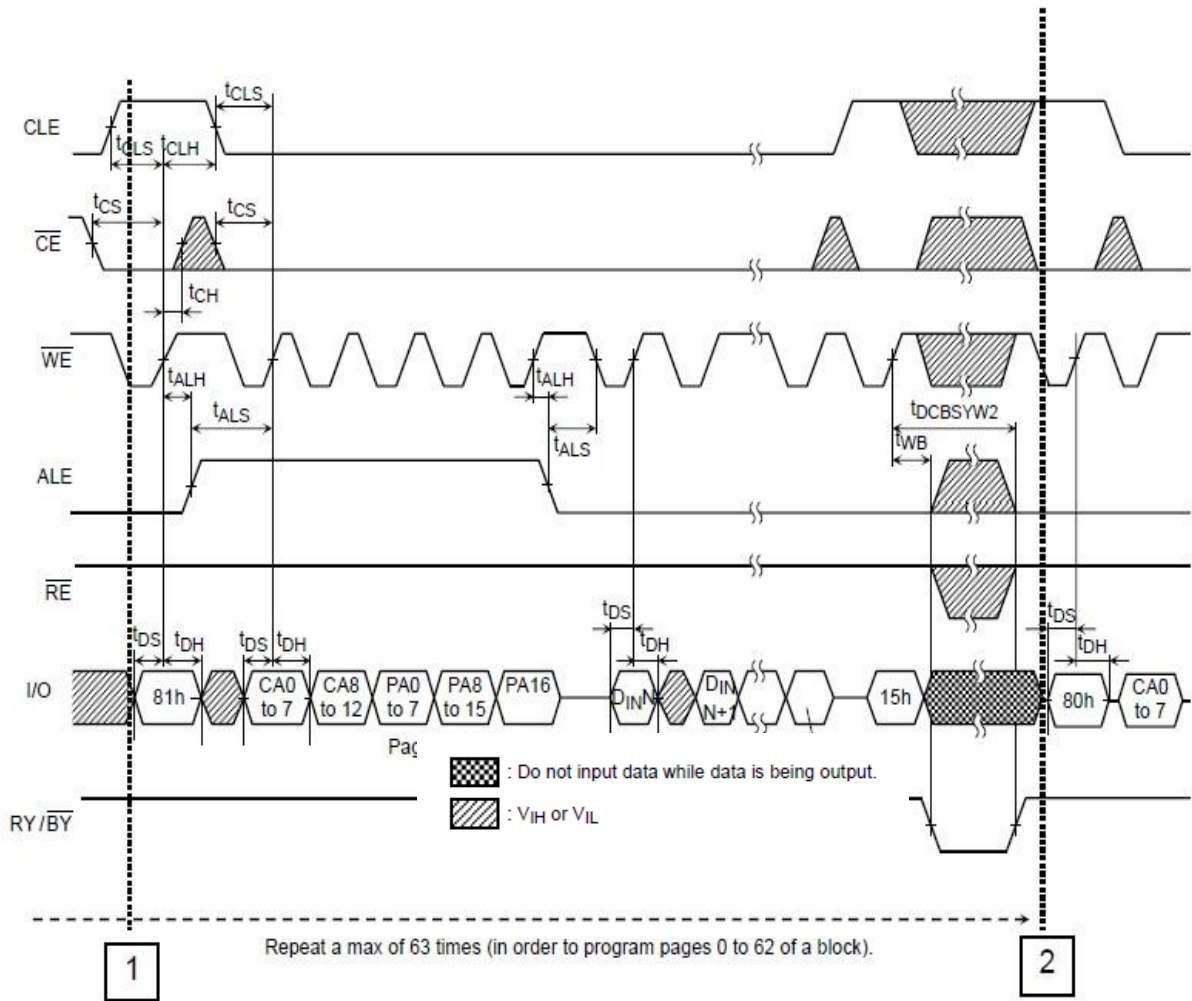 tCLS
CLE
tCLS tCLH
tCS tCS
CE
tCH
WE
tALH tALH
tALS tDCBSYW2
tALS tWB
ALE
RE
tDS tDH tDS tDH tDS tDH tDS tDH
I/O 81h CA0 to 7 CA8 to 12 PA0 to 7 PA8 to 15 PA16 DINN DIN N+1 15h 80h CA0 to 7
: Do not input data while data is being output.
: VIH or VIL
RY/BY
Repeat a max of 63 times (in order to program pages 0 to 62 of a block).
1 2